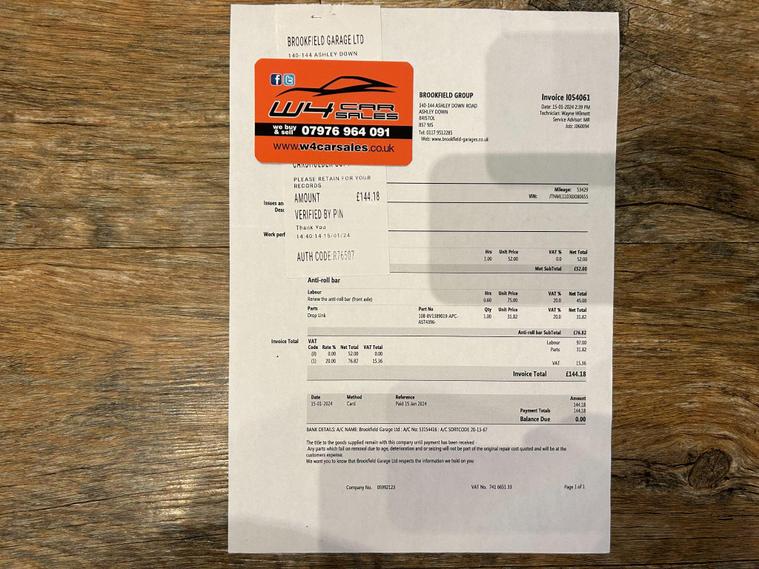 BROOKFIELD GARAGE LTD
140-144 ASHLEY DOWN
W4 CAR SALES
we buy & sell 07976 964 091
www.w4carsales.co.uk
PLEASE RETAIN FOR YOUR
RECORDS
AMOUNT £144.18
VERIFIED BY PIN
Thank You
14:40:14 15/01/24
AUTH CODE:R76507
BROOKFIELD GROUP
140-144 ASHLEY DOWN ROAD
ASHLEY DOWN
BRISTOL
BS7 9JS
Tel: 0117 9512285
Web: www.brookfield-garages.co.uk
Invoice I054061
Date: 15-01-2024 2:39 PM
Technician: Wayne Wilmott
Service Advisor: MR
Job: J060094
Mileage: 53429
VIN:
Issues an
Desc
Work perf
Hrs Unit Price VAT % Net Total
1.00 52.00 0.0 52.00
Mot SubTotal £52.00
Anti-roll bar
Labour Hrs Unit Price VAT % Net Total
Renew the anti-roll bar (front axle) 0.60 75.00 20.0 45.00
Parts Part No Qty Unit Price VAT % Net Total
Drop Link 1.00 31.82 20.0 31.82
Anti-roll bar SubTotal £76.82
Invoice Total
VAT
Code Rate % Net Total VAT Total
(0) 0.00 52.00 0.00
(1) 20.00 76.82 15.36
Labour 97.00
Parts 31.82
VAT 15.36
Invoice Total £144.18
Date Method Reference Amount
15-01-2024 Card Paid 15 Jan 2024 144.18
Payment Totals 144.18
Balance Due 0.00
BANK DETAILS: A/C NAME: Brookfield Garage Ltd : A/C No: 53154416 : A/C SORTCODE 20-13-67
The title to the goods supplied remain with this company until payment has been received
Any parts which fail on removal due to age, deterioration and or seizing will not be part of the original repair cost quoted and will be at the
customers expense.
We want you to know that Brookfield Garage Ltd respects the information we hold on you
Company No. 05992123 VAT No. 741 6651 33 Page 1 of 1